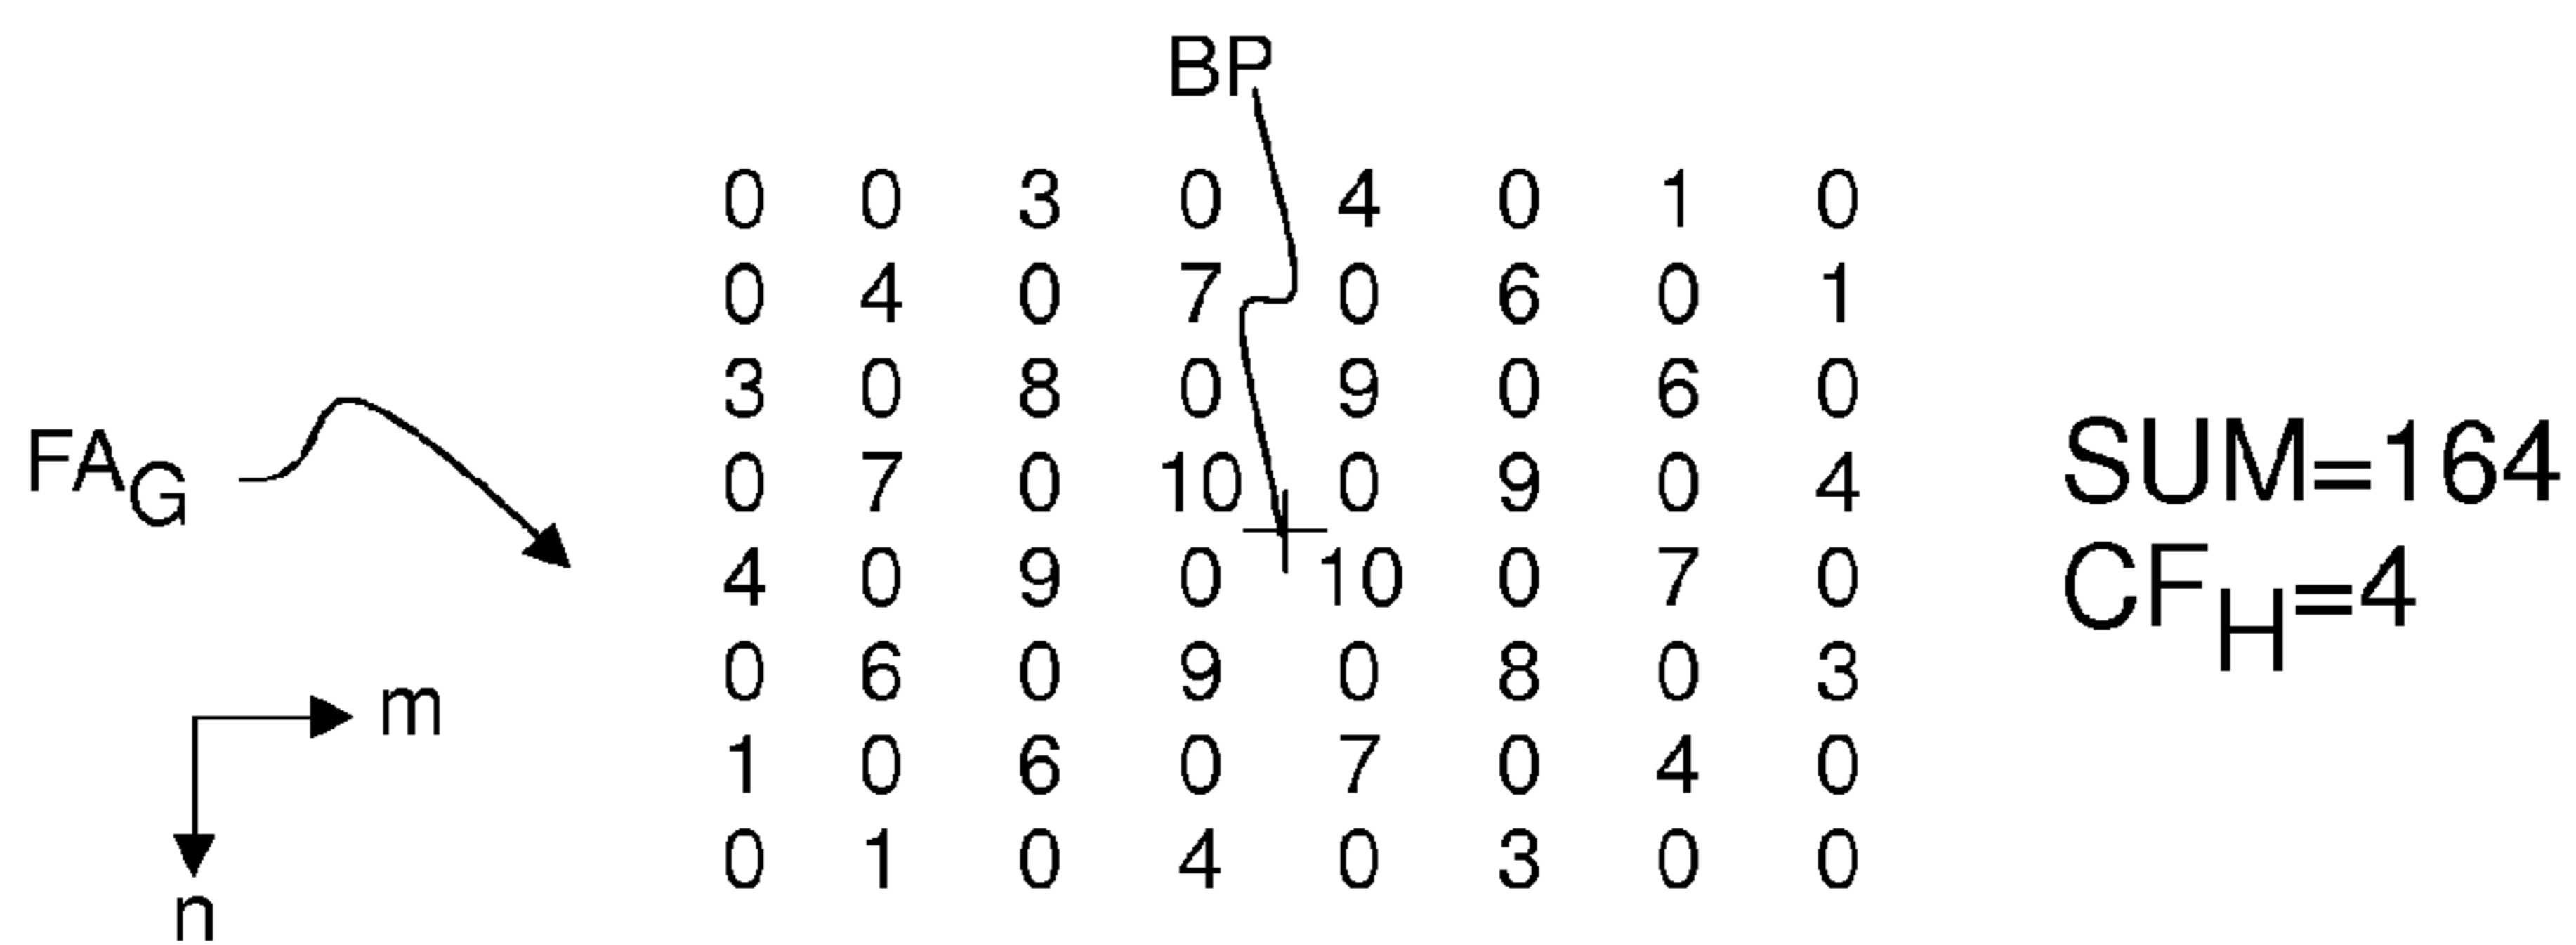 BP
0 0 3 0 4 0 1 0
0 4 0 7 0 6 0 1
3 0 8 0 9 0 6 0
0 7 0 10 0 9 0 4
4 0 9 0 10 0 7 0
0 6 0 9 0 8 0 3
1 0 6 0 7 0 4 0
0 1 0 4 0 3 0 0
FAG
m
n
SUM=164
CFH=4